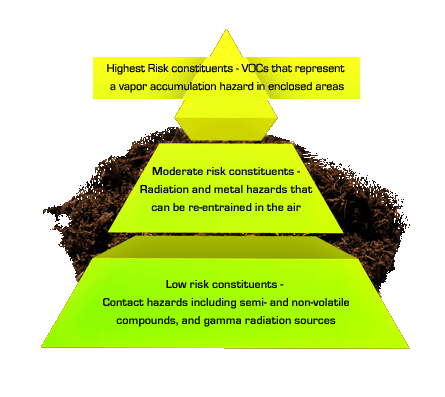 Highest Risk constituents - VOCs that represent
a vapor accumulation hazard in enclosed areas
Moderate risk constituents -
Radiation and metal hazards that
can be re-entrained in the air
Low risk constituents -
Contact hazards including semi- and non-volatile
compounds, and gamma radiation sources